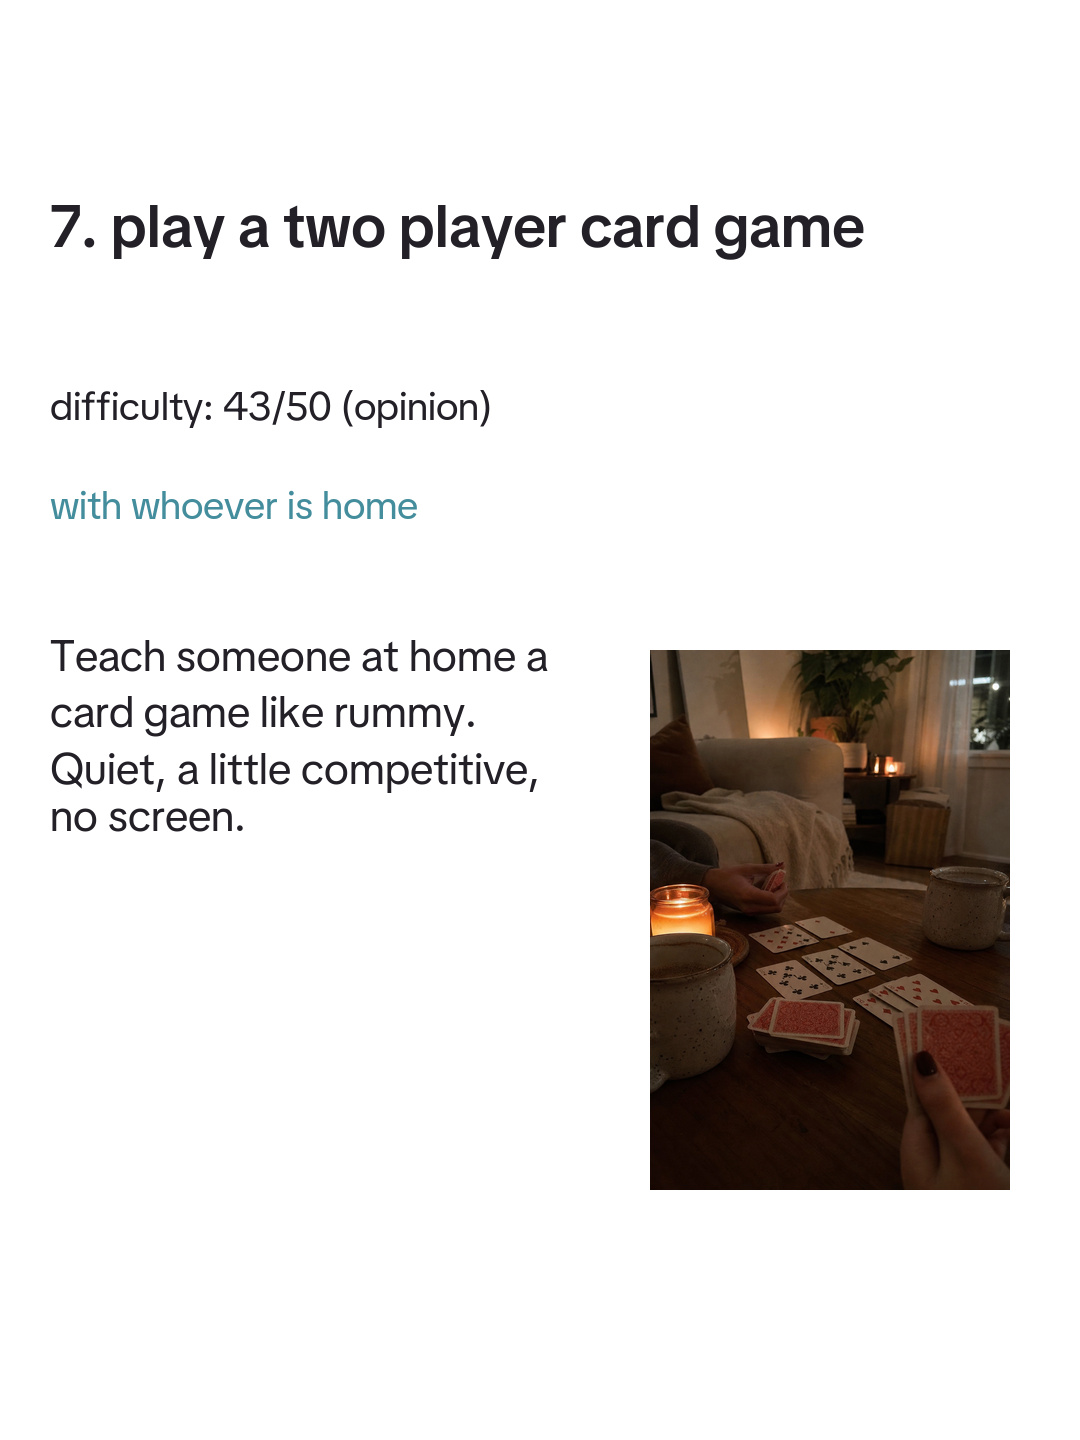 7. play a two player card game
difficulty: 43/50 (opinion)
with whoever is home
Teach someone at home a
card game like rummy.
Quiet, a little competitive,
no screen.